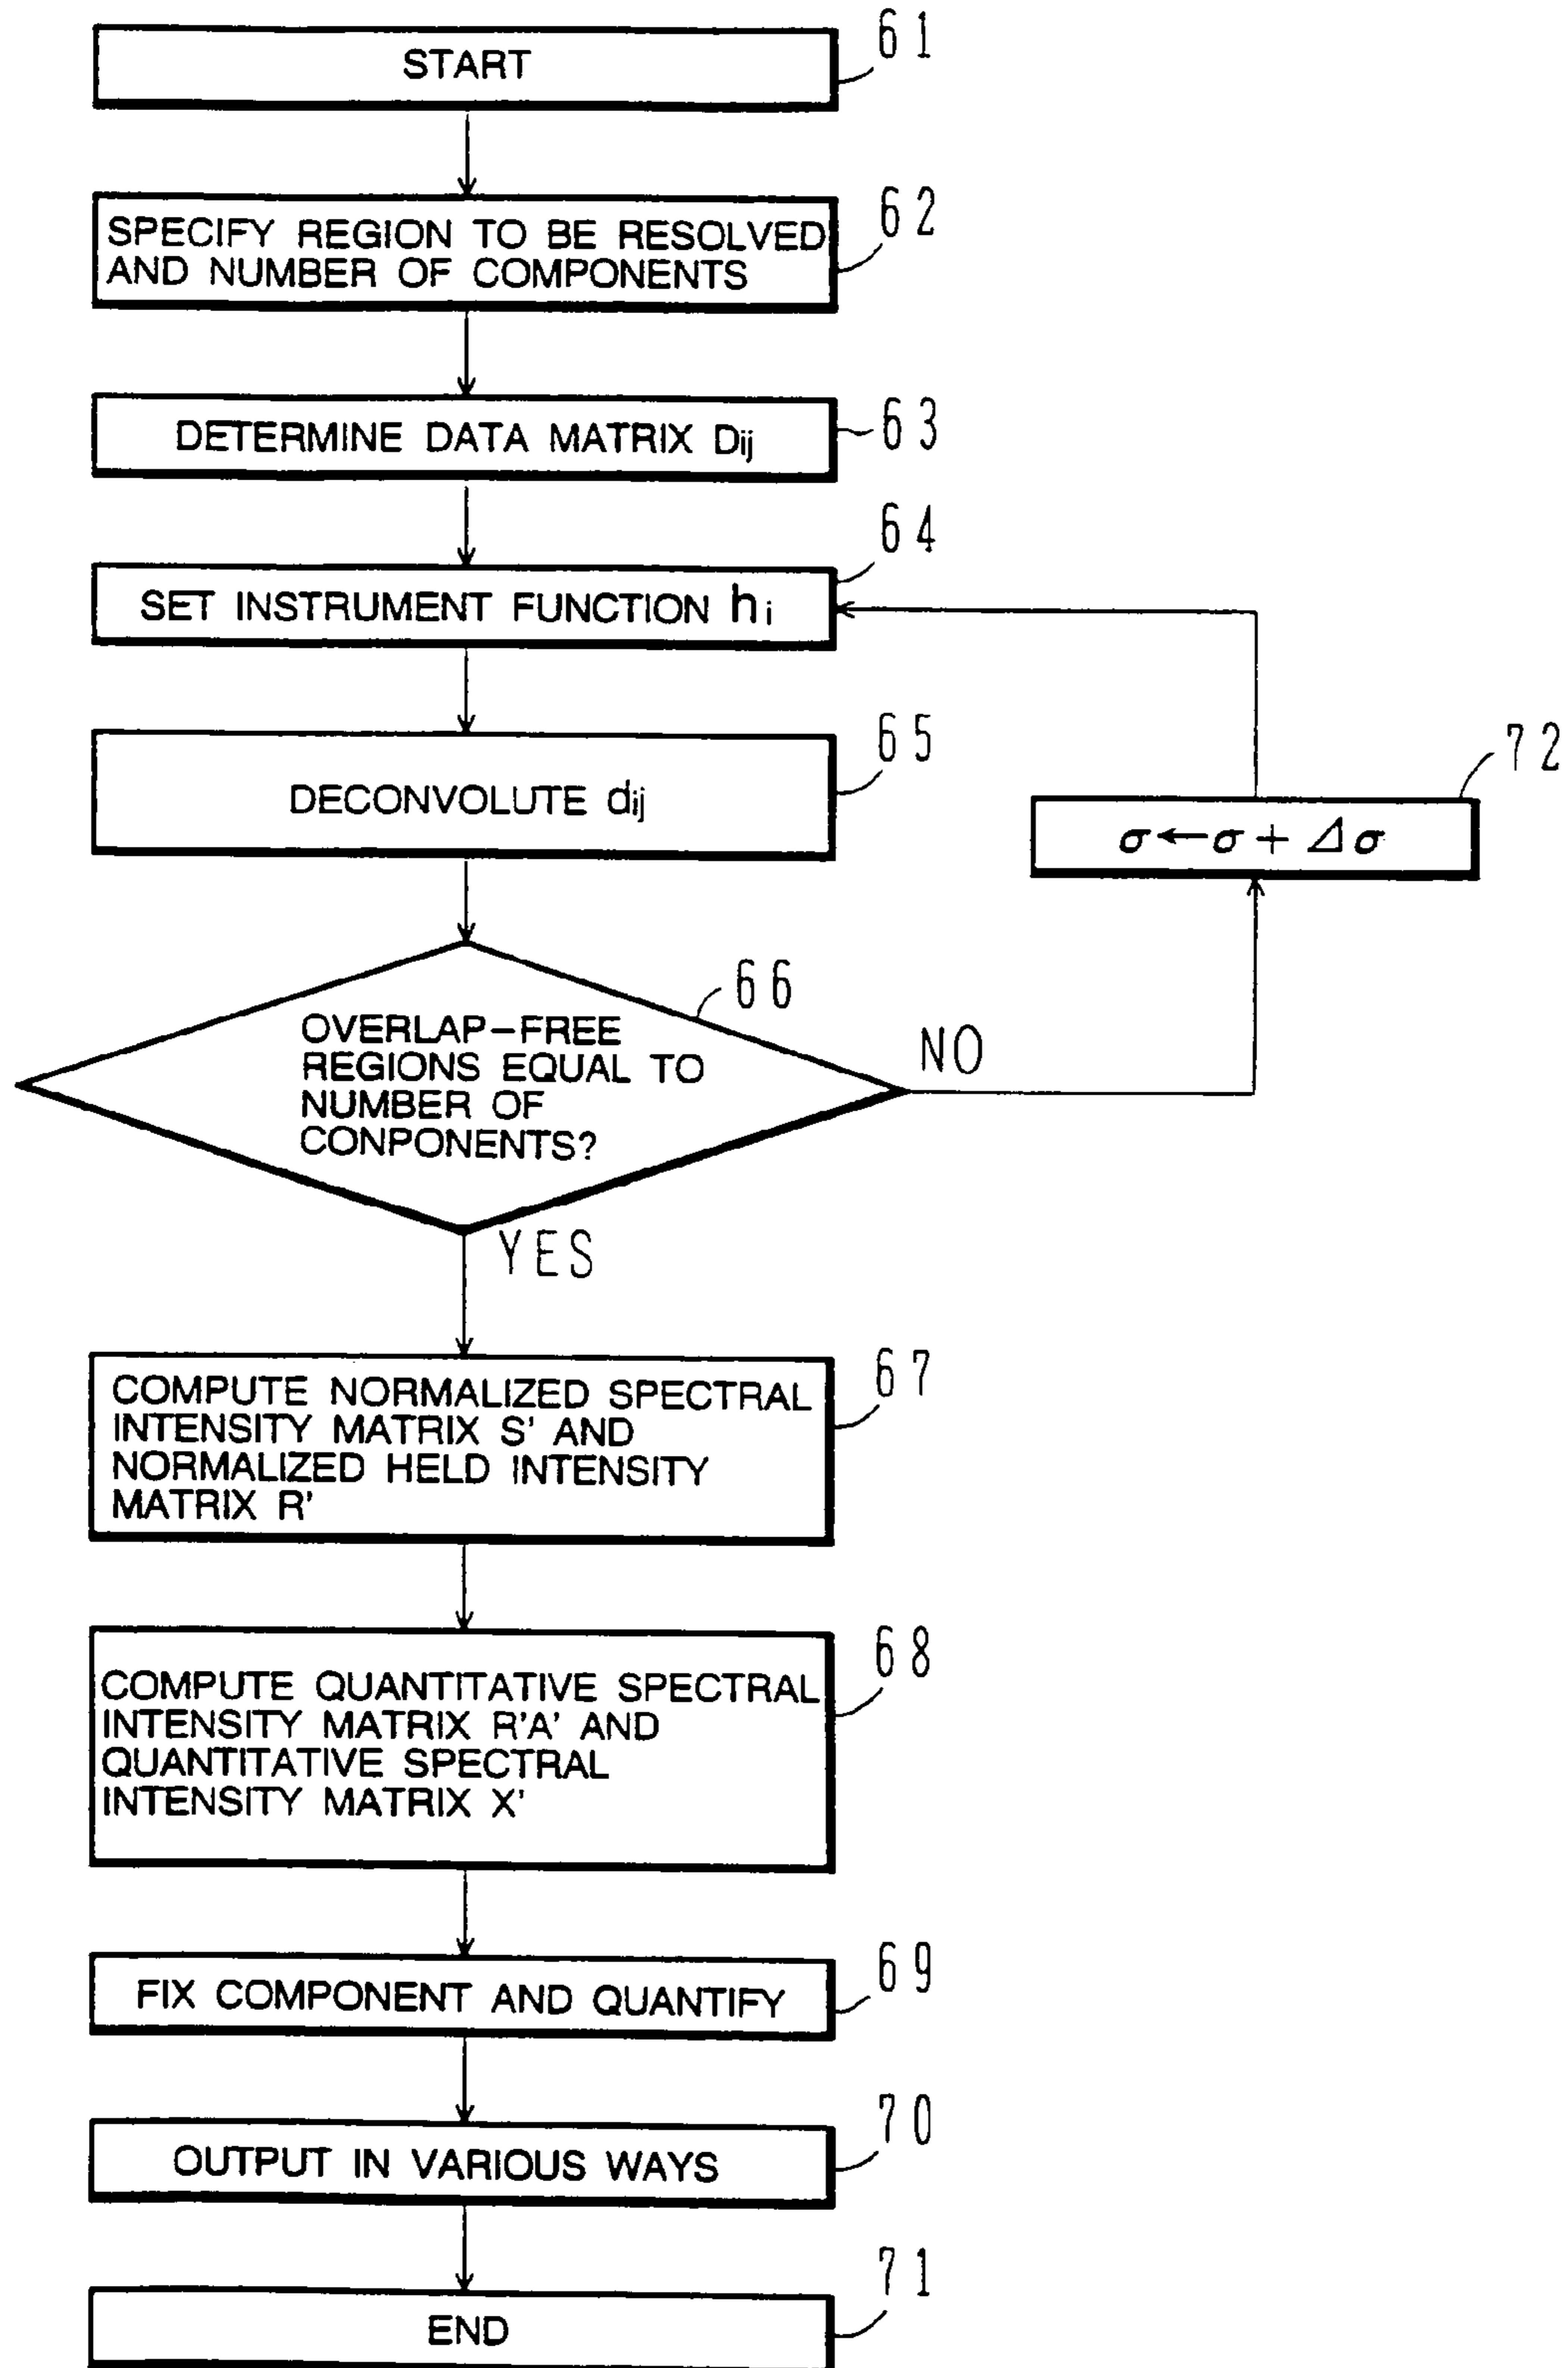 START
61
SPECIFY REGION TO BE RESOLVED
AND NUMBER OF COMPONENTS
62
DETERMINE DATA MATRIX Dij
63
64
SET INSTRUMENT FUNCTION hi
65
DECONVOLUTE dij
72
σ←σ + Δσ
66
OVERLAP-FREE
REGIONS EQUAL TO
NUMBER OF
CONPONENTS?
NO
YES
67
COMPUTE NORMALIZED SPECTRAL
INTENSITY MATRIX S' AND
NORMALIZED HELD INTENSITY
MATRIX R'
68
COMPUTE QUANTITATIVE SPECTRAL
INTENSITY MATRIX R'A' AND
QUANTITATIVE SPECTRAL
INTENSITY MATRIX X'
69
FIX COMPONENT AND QUANTIFY
70
OUTPUT IN VARIOUS WAYS
71
END